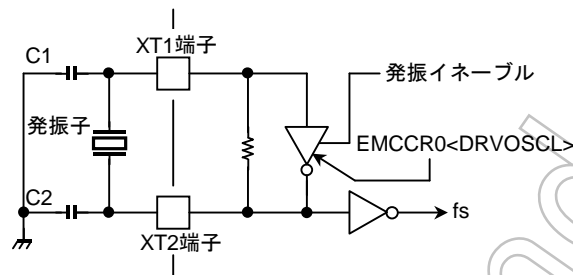 XT1端子
C1
発振イネーブル
発振子
EMCCR0<DRVOSCL>
C2
fs
XT2端子